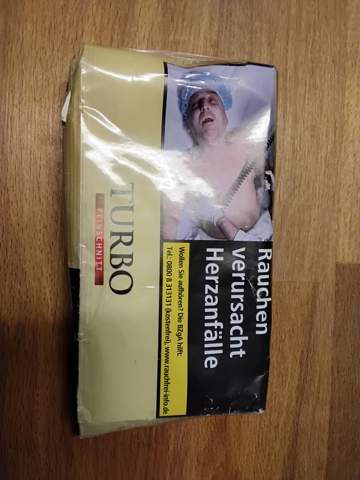 TURBO
FEINSCHNITT
Rauchen
verursacht
Herzanfälle
Wollen Sie aufhören? Die BZgA hilft:
Tel.: 0800 8 313131 (kostenfrei), www.rauchfrei-info.de